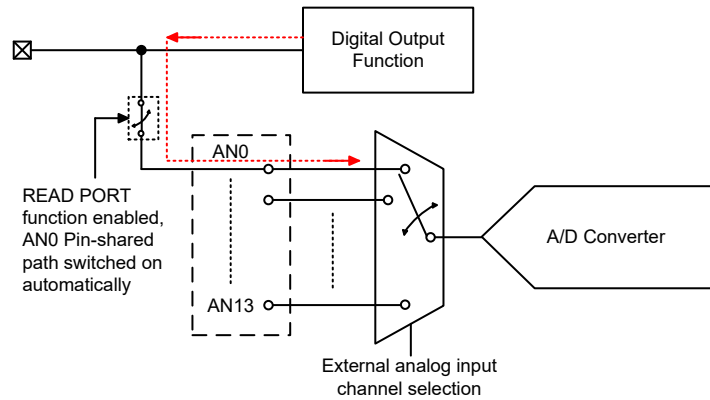 Digital Output
Function
AN0
READ PORT
function enabled,
AN0 Pin-shared
path switched on
automatically
A/D Converter
AN13
External analog input
channel selection